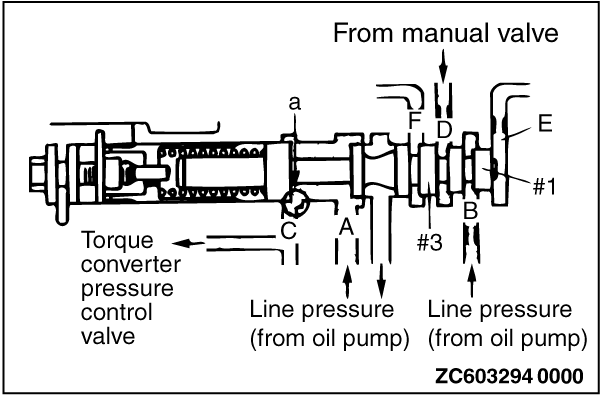 From manual valve
a
F
D
E
#1
B
#3
C
A
Torque
converter
pressure
control
valve
Line pressure
(from oil pump)
Line pressure
(from oil pump)
ZC603294 0000